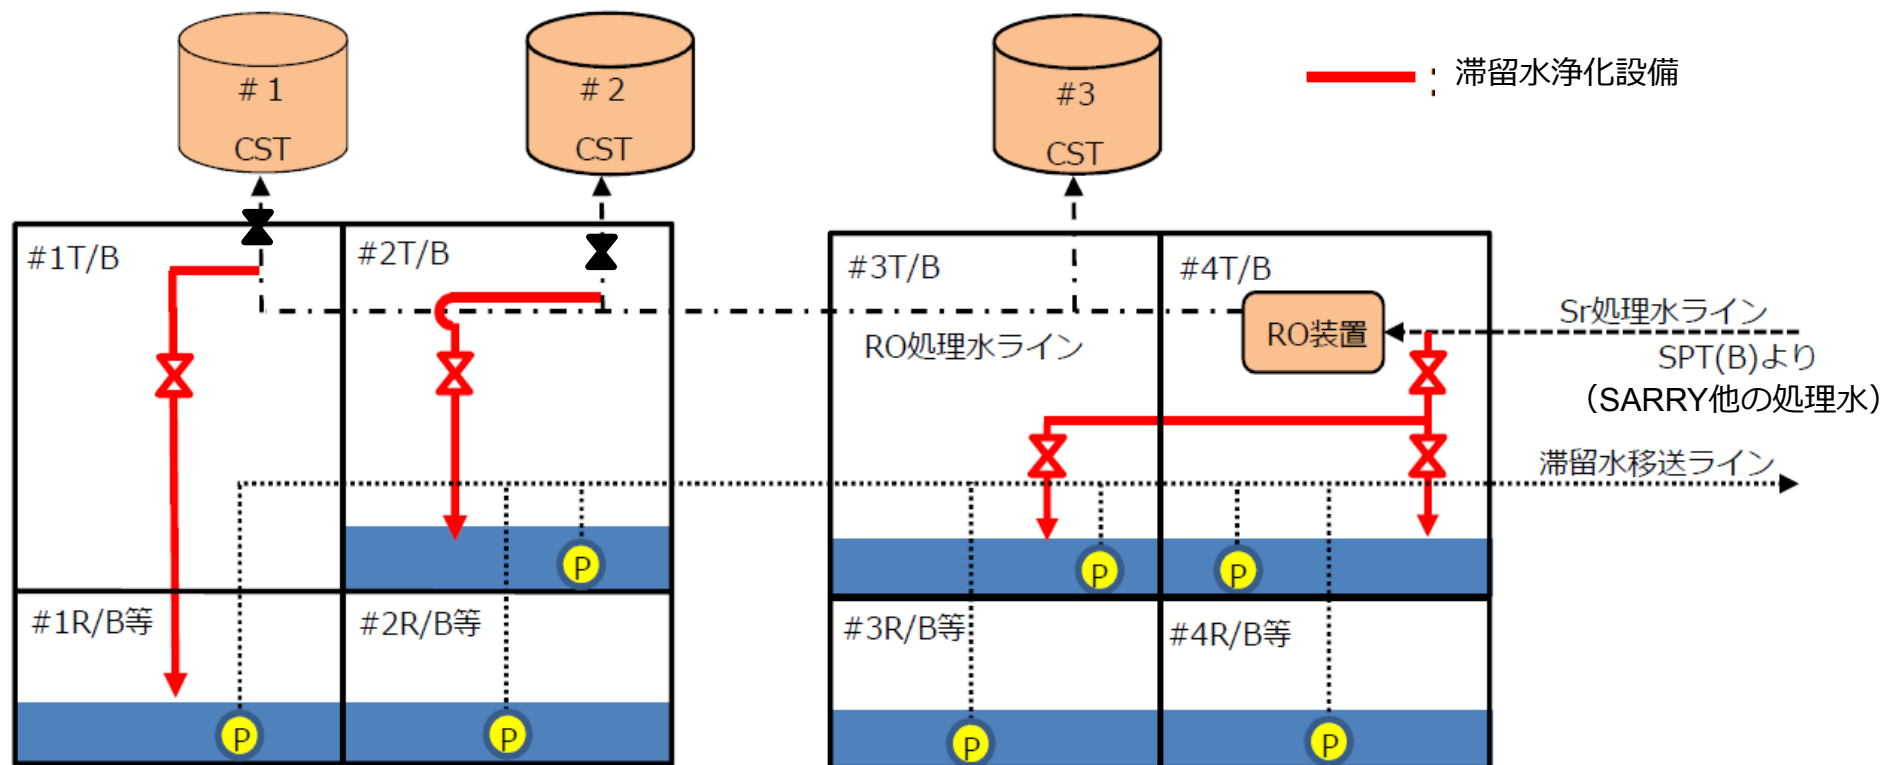 #１
CST
#２
CST
#3
CST
: 滞留水浄化設備
#1T/B
#2T/B
#3T/B
#4T/B
RO装置
Sr処理水ライン
RO処理水ライン
SPT(B)より
（SARRY他の処理水）
滞留水移送ライン
P
P
P
#1R/B等
#2R/B等
#3R/B等
#4R/B等
P
P
P
P